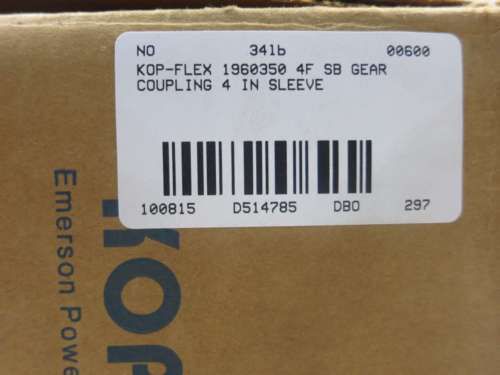 NO 34lb 00600
KOP-FLEX 1960350 4F SB GEAR
COUPLING 4 IN SLEEVE
100815 D514785 DBO 297
KOP
Emerson Powe